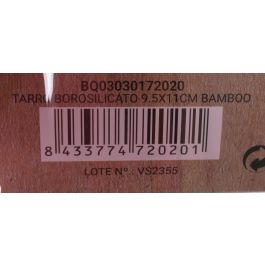 BQ03030172020
TARRO BOROSILICATO 9.5X11CM BAMBOO
8 433774 720201
LOTE Nº: VS2355